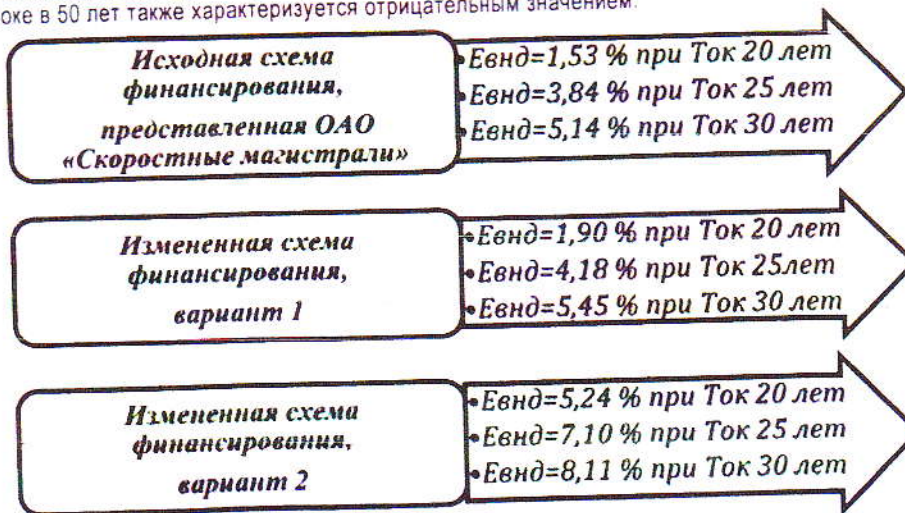 оке в 50 лет также характеризуется отрицательным значением.
Исходная схема
финансирования,
представленная ОАО
«Скоростные магистрали»
•Евнд=1,53 % при Ток 20 лет
•Евнд=3,84 % при Ток 25 лет
•Евнд=5,14 % при Ток 30 лет
Измененная схема
финансирования,
вариант 1
•Евнд=1,90 % при Ток 20 лет
•Евнд=4,18 % при Ток 25лет
•Евнд=5,45 % при Ток 30 лет
Измененная схема
финансирования,
вариант 2
•Евнд=5,24 % при Ток 20 лет
•Евнд=7,10 % при Ток 25 лет
•Евнд=8,11 % при Ток 30 лет